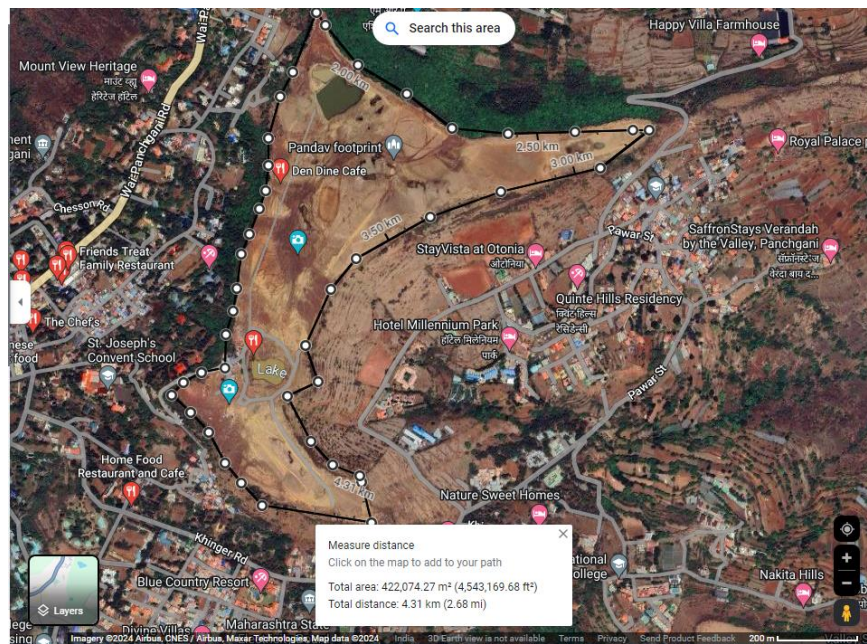 Search this area
Happy Villa Farmhouse
Mount View Heritage
माउंट व्ह्यू
हेरिटेज हॉटेल
Wai-Panchgani Rd
2.00 km
Pandav footprint
2.50 km
3.00 km
Royal Palace
Den Dine Cafe
Chesson Rd
3.50 km
Pawar St
SaffronStays Verandah
by the Valley, Panchgani
Friends Treat
Family Restaurant
StayVista at Otonia
ओटोनिया
Quinte Hills Residency
क्विंट हिल्स
रेसिडेन्सी
The Chef's
Hotel Millennium Park
हॉटेल मिलेनियम
पार्क
St. Joseph's
Convent School
Lake
Pawar St
Home Food
Restaurant and Cafe
4.31 km
Nature Sweet Homes
Khinger Rd
Measure distance
Click on the map to add to your path
Total area: 422,074.27 m² (4,543,169.68 ft²)
Total distance: 4.31 km (2.68 mi)
Blue Country Resort
College
Nakita Hills
Layers
Divine Villas
Maharashtra State
Imagery ©2024 Airbus, CNES / Airbus, Maxar Technologies, Map data ©2024 India 3D Earth view is not available Terms Privacy Send Product Feedback 200 m